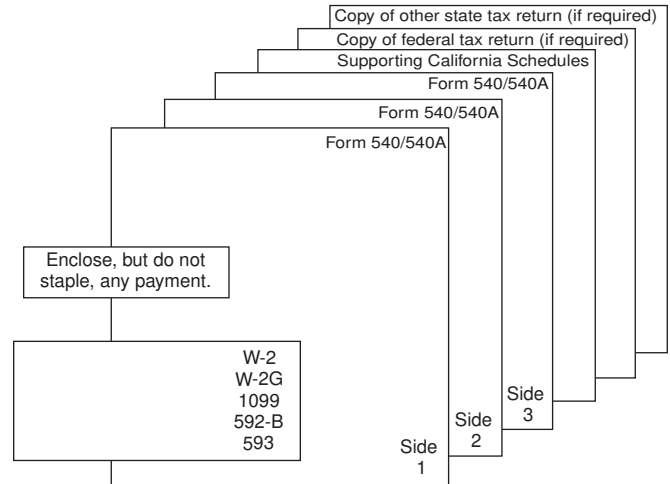 Copy of other state tax return (if required)
Copy of federal tax return (if required)
Supporting California Schedules
Form 540/540A
Form 540/540A
Form 540/540A
Enclose, but do not
staple, any payment.
W-2
W-2G
1099
592-B
593
Side
1
Side
2
Side
3